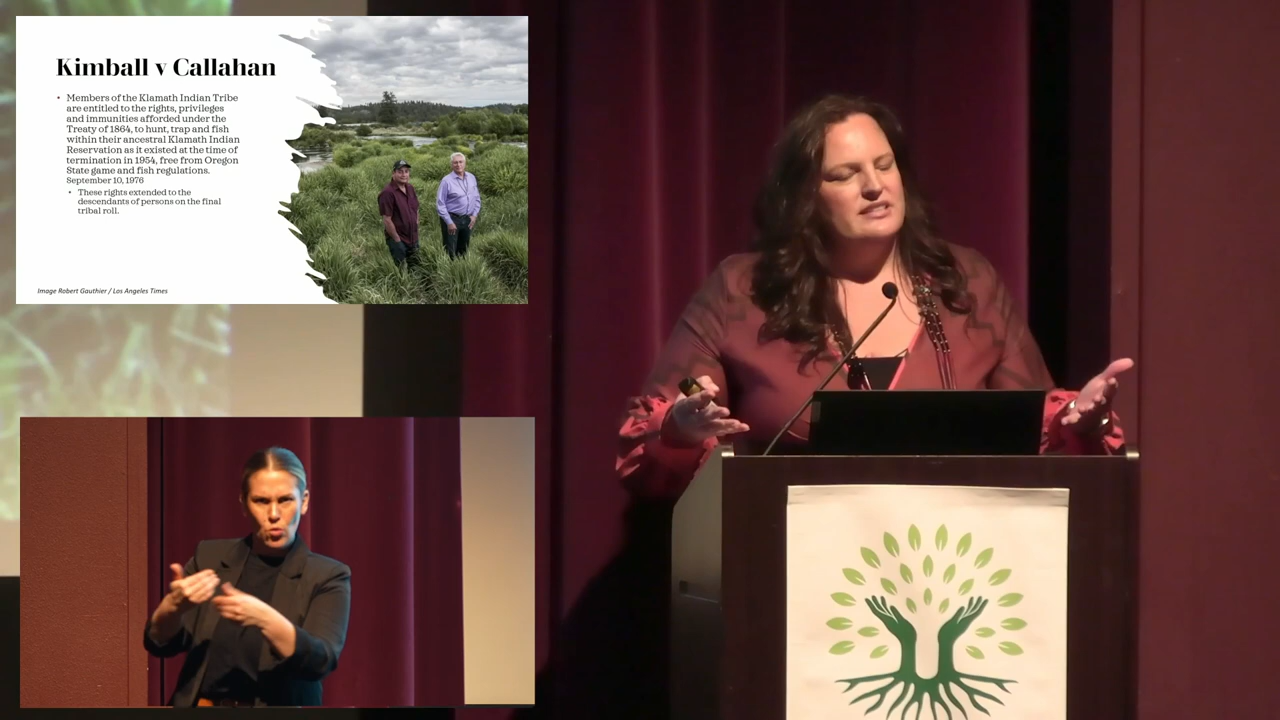 Kimball v Callahan
• Members of the Klamath Indian Tribe
are entitled to the rights, privileges
and immunities afforded under the
Treaty of 1864, to hunt, trap and fish
within their ancestral Klamath Indian
Reservation as it existed at the time of
termination in 1954, free from Oregon
State game and fish regulations.
September 10, 1976
• These rights extended to the
descendants of persons on the final
tribal roll.
Image Robert Gauthier / Los Angeles Times